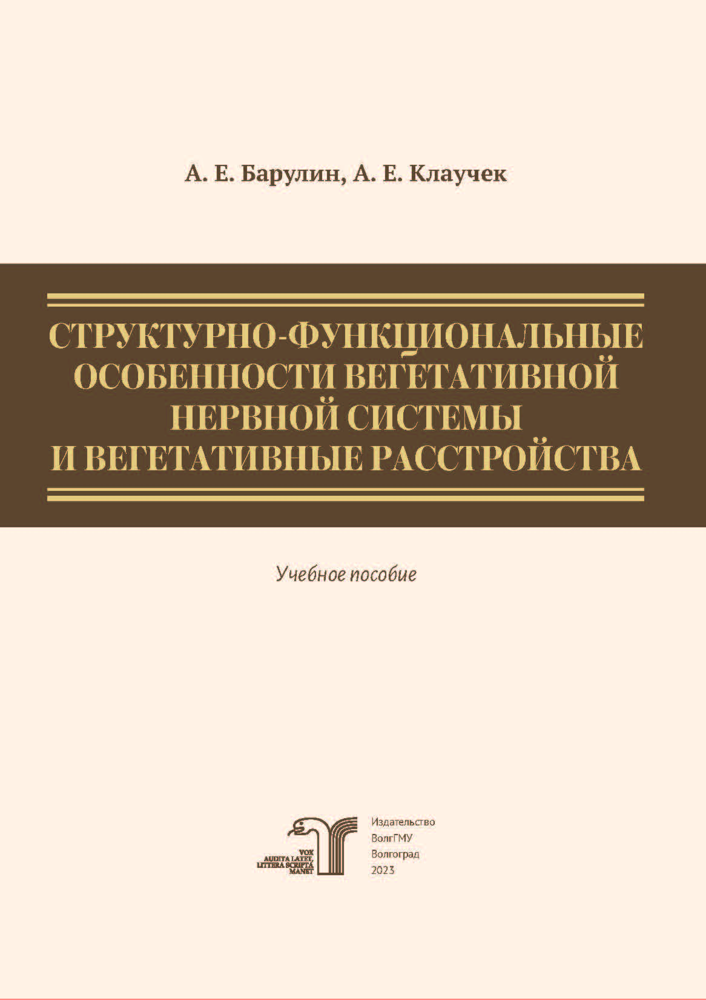 А. Е. Барулин, А. Е. Клаучек
СТРУКТУРНО-ФУНКЦИОНАЛЬНЫЕ
ОСОБЕННОСТИ ВЕГЕТАТИВНОЙ
НЕРВНОЙ СИСТЕМЫ
И ВЕГЕТАТИВНЫЕ РАССТРОЙСТВА
Учебное пособие
VOX
AUDITA LATET,
LITTERA SCRIPTA
MANET
Издательство
ВолгГМУ
Волгоград
2023